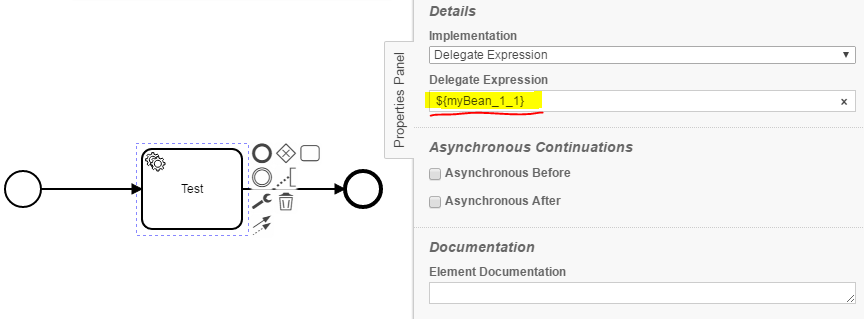 Test
Properties Panel
Details
Implementation
Delegate Expression
Delegate Expression
${myBean_1_1}
×
Asynchronous Continuations
Asynchronous Before
Asynchronous After
Documentation
Element Documentation